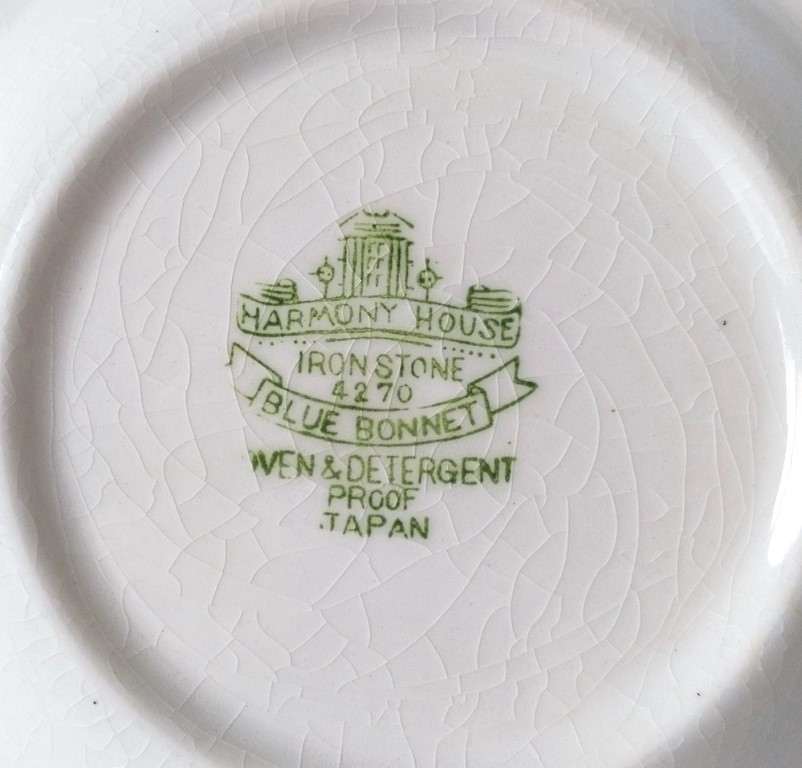 HARMONY HOUSE
IRONSTONE
4270
BLUE BONNET
OVEN & DETERGENT
PROOF
JAPAN